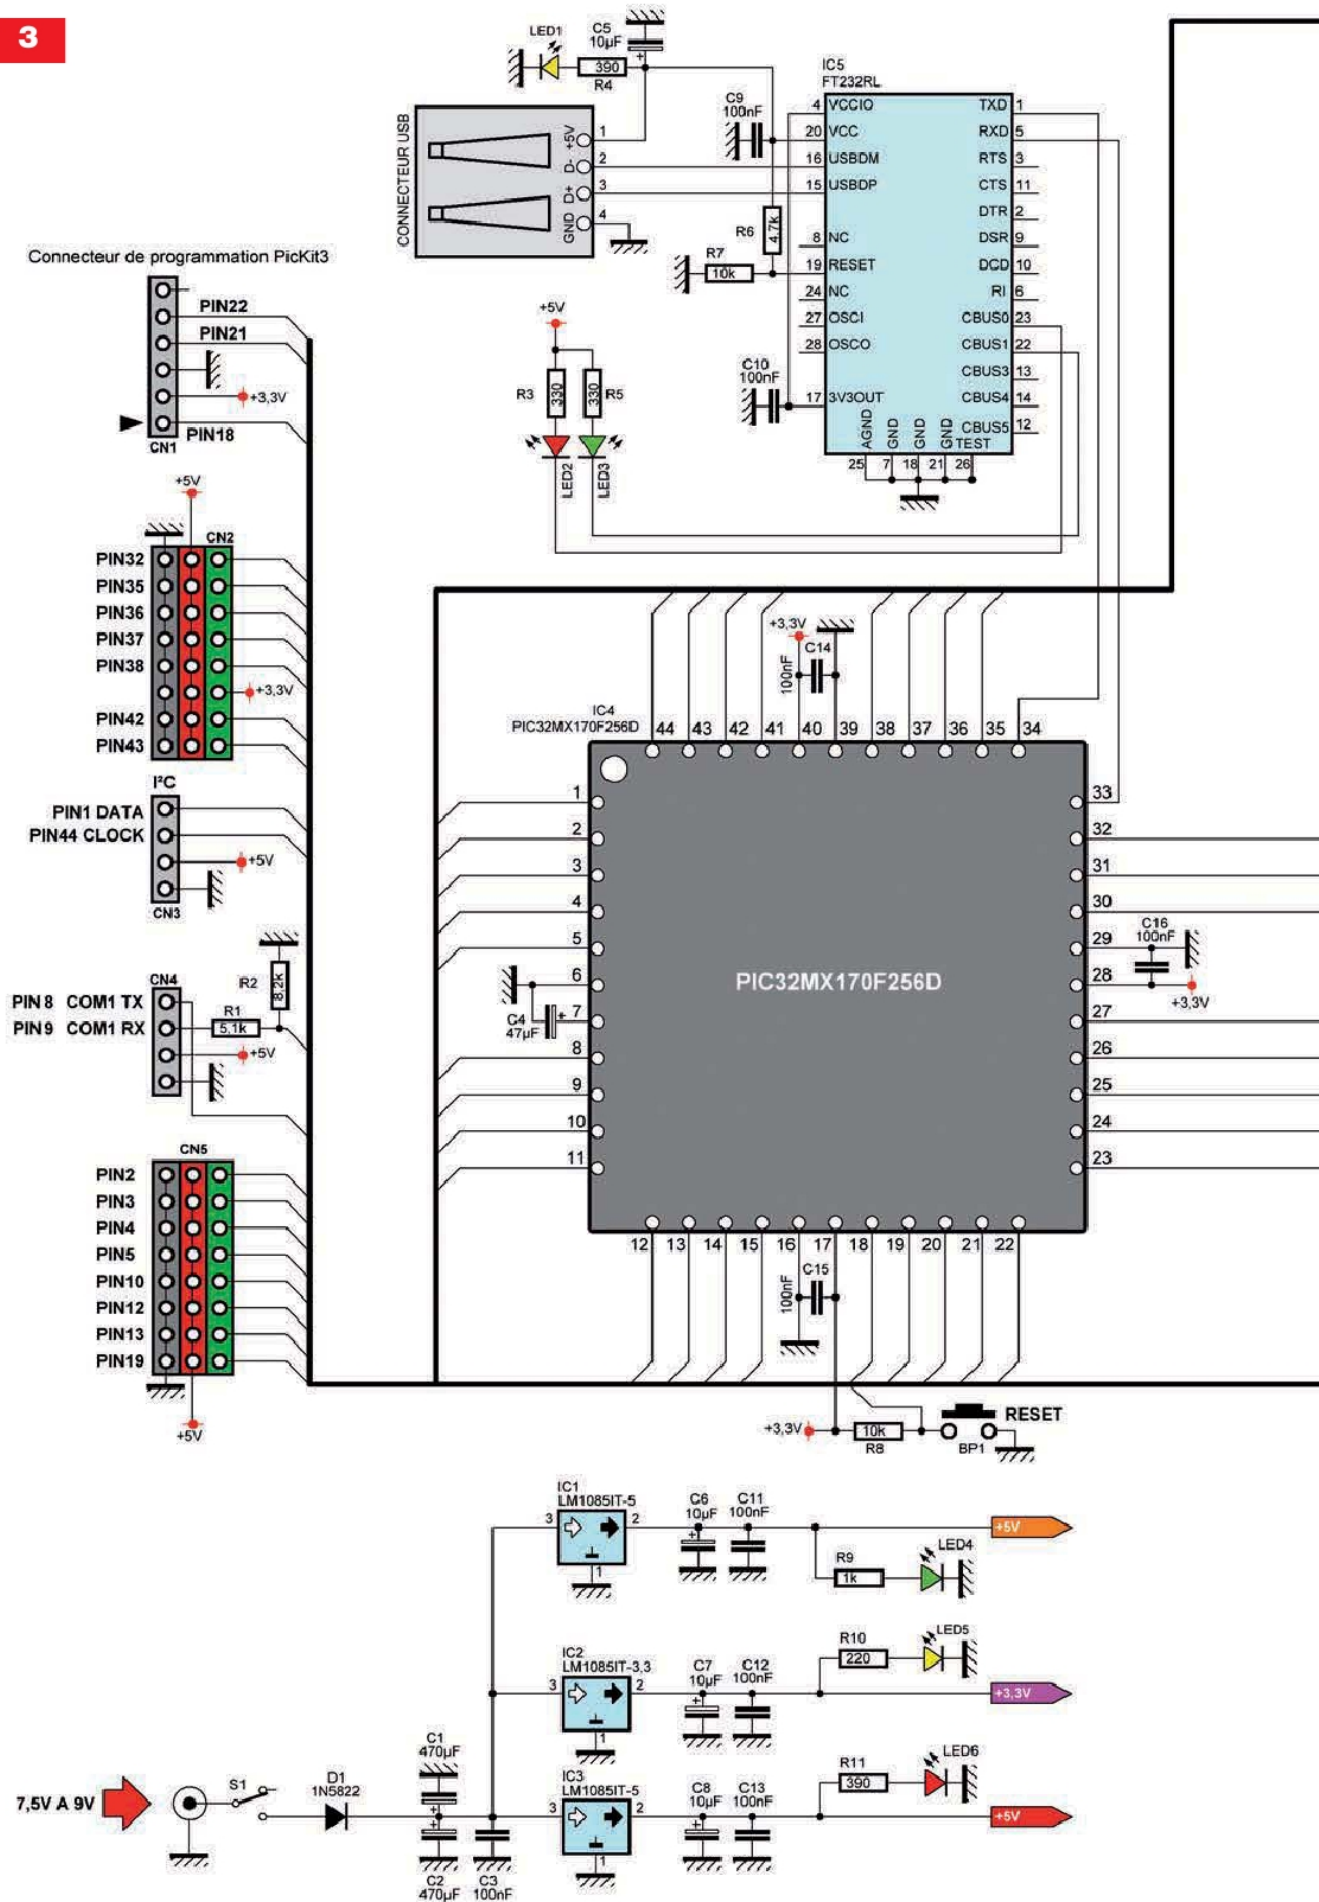 3
LED1
C5
10µF
390
R4
CONNECTEUR USB
+5V
D-
D+
GND
1
2
3
4
C9
100nF
R6
4,7k
R7
10k
C10
100nF
IC5
FT232RL
4 VCCIO
20 VCC
16 USBDM
15 USBDP
8 NC
19 RESET
24 NC
27 OSCI
28 OSCO
17 3V3OUT
TXD 1
RXD 5
RTS 3
CTS 11
DTR 2
DSR 9
DCD 10
RI 6
CBUS0 23
CBUS1 22
CBUS3 13
CBUS4 14
CBUS5 12
AGND
GND
GND
GND
TEST
25 7 18 21 26
+5V
R3
330
330
R5
LED2
LED3
Connecteur de programmation PicKit3
PIN22
PIN21
+3,3V
PIN18
CN1
+5V
CN2
PIN32
PIN35
PIN36
PIN37
PIN38
+3,3V
PIN42
PIN43
I²C
PIN1 DATA
PIN44 CLOCK
+5V
CN3
CN4
R2
8,2k
PIN 8 COM1 TX
PIN 9 COM1 RX
R1
5,1k
+5V
CN5
PIN2
PIN3
PIN4
PIN5
PIN10
PIN12
PIN13
PIN19
+5V
+3,3V
C14
100nF
IC4
PIC32MX170F256D
44 43 42 41 40 39 38 37 36 35 34
1
2
3
4
5
6
7
8
9
10
11
C4
47µF
+
PIC32MX170F256D
33
32
31
30
29
28
27
26
25
24
23
C16
100nF
+3,3V
12 13 14 15 16 17 18 19 20 21 22
C15
100nF
+3,3V
10k
R8
BP1
RESET
IC1
LM1085IT-5
3
2
1
C6
10µF
C11
100nF
R9
1k
LED4
+5V
IC2
LM1085IT-3,3
3
2
1
C7
10µF
C12
100nF
R10
220
LED5
+3,3V
IC3
LM1085IT-5
3
2
1
C8
10µF
C13
100nF
R11
390
LED6
+5V
7,5V A 9V
S1
D1
1N5822
C1
470µF
C2
470µF
C3
100nF